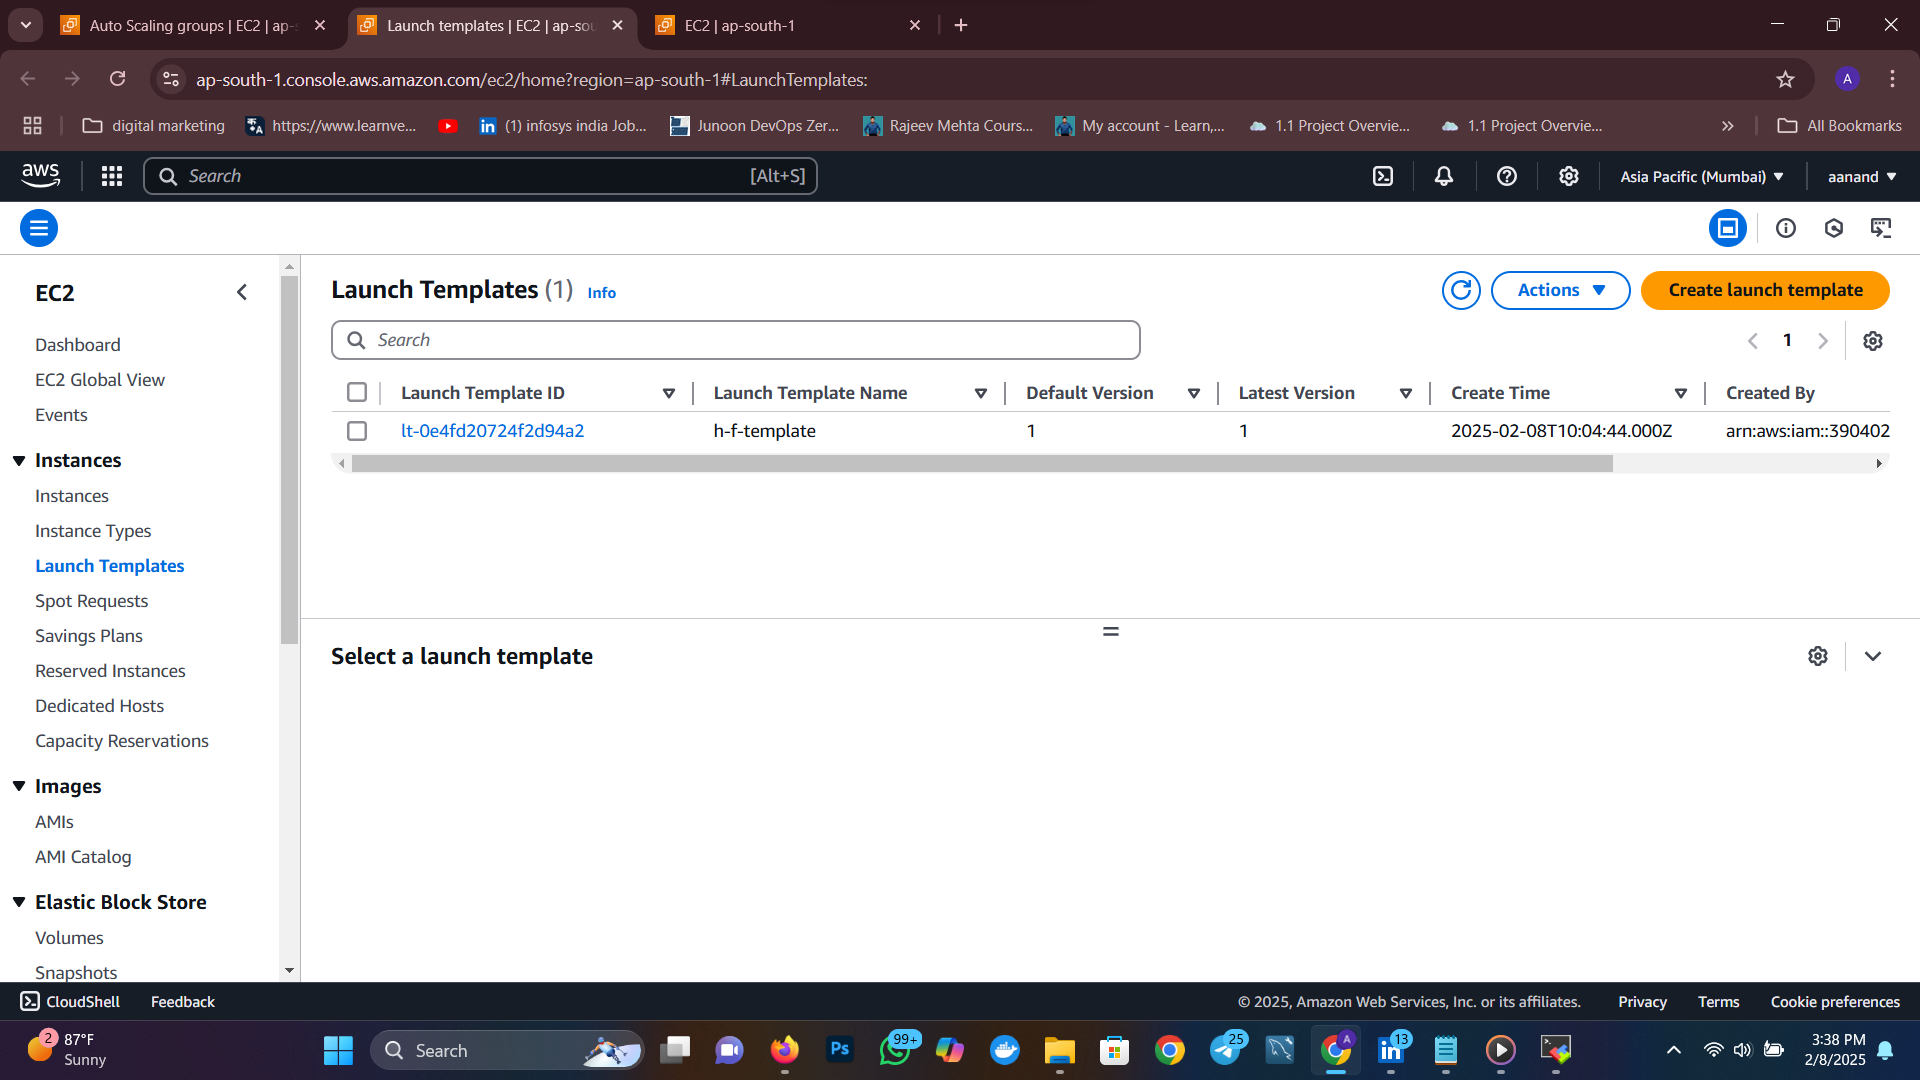 Auto Scaling groups | EC2 | ap-s
Launch templates | EC2 | ap-sou
EC2 | ap-south-1
ap-south-1.console.aws.amazon.com/ec2/home?region=ap-south-1#LaunchTemplates:
A
digital marketing
https://www.learnve...
(1) infosys india Job...
Junoon DevOps Zer...
Rajeev Mehta Cours...
My account - Learn,...
1.1 Project Overvie...
1.1 Project Overvie...
All Bookmarks
aws
Search
[Alt+S]
Asia Pacific (Mumbai)
aanand
EC2
Dashboard
EC2 Global View
Events
Instances
Instances
Instance Types
Launch Templates
Spot Requests
Savings Plans
Reserved Instances
Dedicated Hosts
Capacity Reservations
Images
AMIs
AMI Catalog
Elastic Block Store
Volumes
Snapshots
Launch Templates (1) Info
Actions
Create launch template
Search
1
Launch Template ID
Launch Template Name
Default Version
Latest Version
Create Time
Created By
lt-0e4fd20724f2d94a2
h-f-template
1
1
2025-02-08T10:04:44.000Z
arn:aws:iam::390402
Select a launch template
CloudShell
Feedback
© 2025, Amazon Web Services, Inc. or its affiliates.
Privacy
Terms
Cookie preferences
2
87°F
Sunny
Search
Ps
99+
25
A
in
13
3:38 PM
2/8/2025